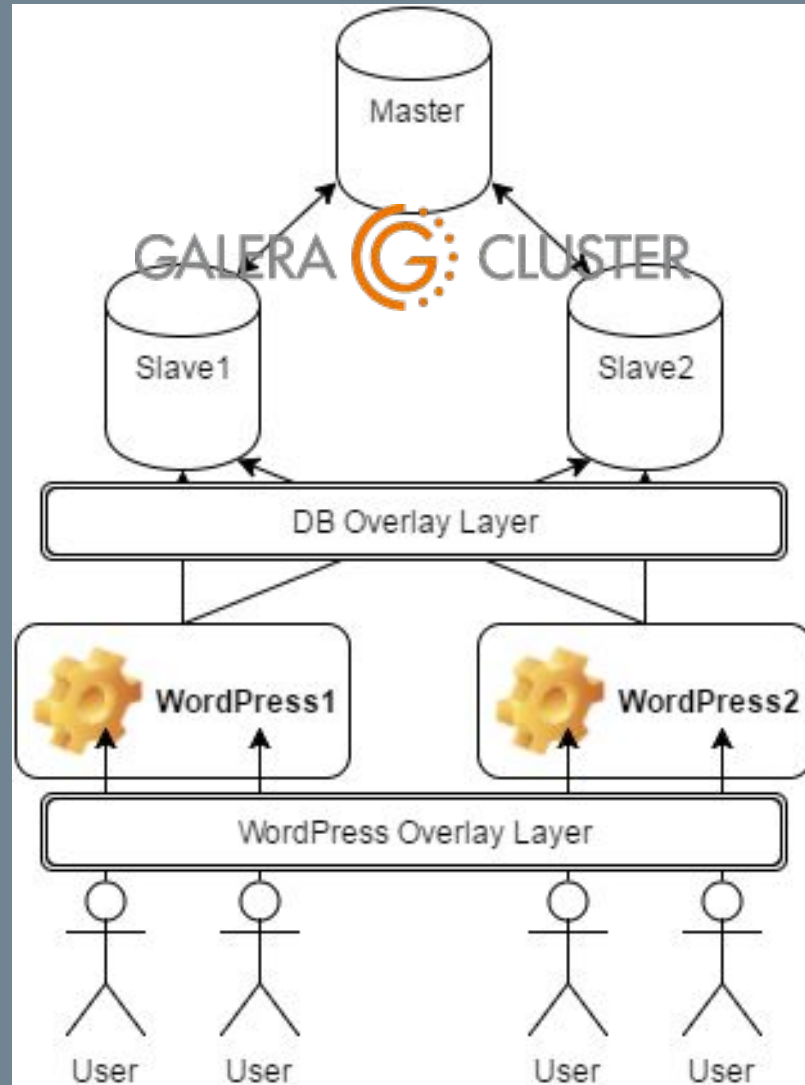 Master
GALERA CLUSTER
Slave1 Slave2
DB Overlay Layer
WordPress1 WordPress2
WordPress Overlay Layer
User User User User